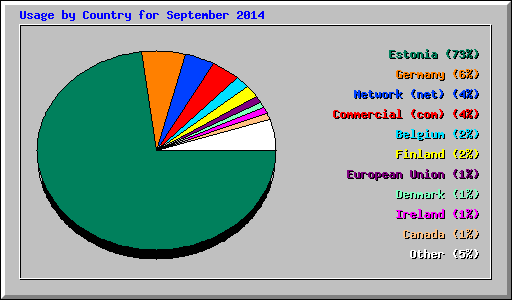 Usage by Country for September 2014
Estonia (73%)
Germany (6%)
Network (net) (4%)
Commercial (com) (4%)
Belgium (2%)
Finland (2%)
European Union (1%)
Denmark (1%)
Ireland (1%)
Canada (1%)
Other (5%)